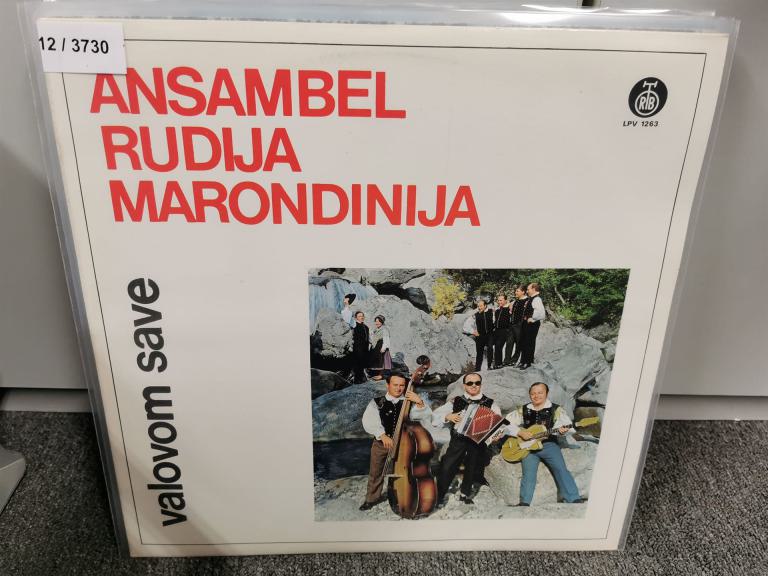 12 / 3730
ANSAMBEL
RUDIJA
MARONDINIJA
RTB
LPV 1263
valovom save